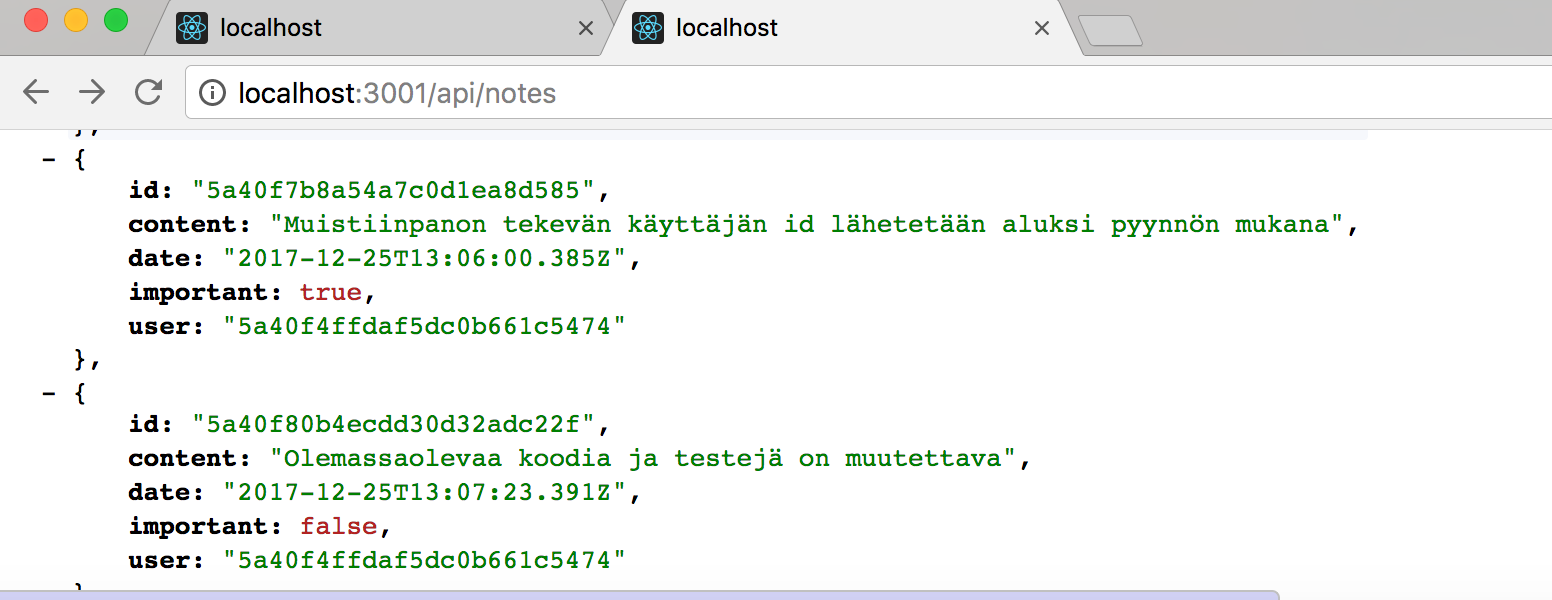 localhost
localhost
localhost:3001/api/notes
},
- {
id: "5a40f7b8a54a7c0d1ea8d585",
content: "Muistiinpanon tekevän käyttäjän id lähetetään aluksi pyynnön mukana",
date: "2017-12-25T13:06:00.385Z",
important: true,
user: "5a40f4ffdaf5dc0b661c5474"
},
- {
id: "5a40f80b4ecdd30d32adc22f",
content: "Olemassaolevaa koodia ja testejä on muutettava",
date: "2017-12-25T13:07:23.391Z",
important: false,
user: "5a40f4ffdaf5dc0b661c5474"
}